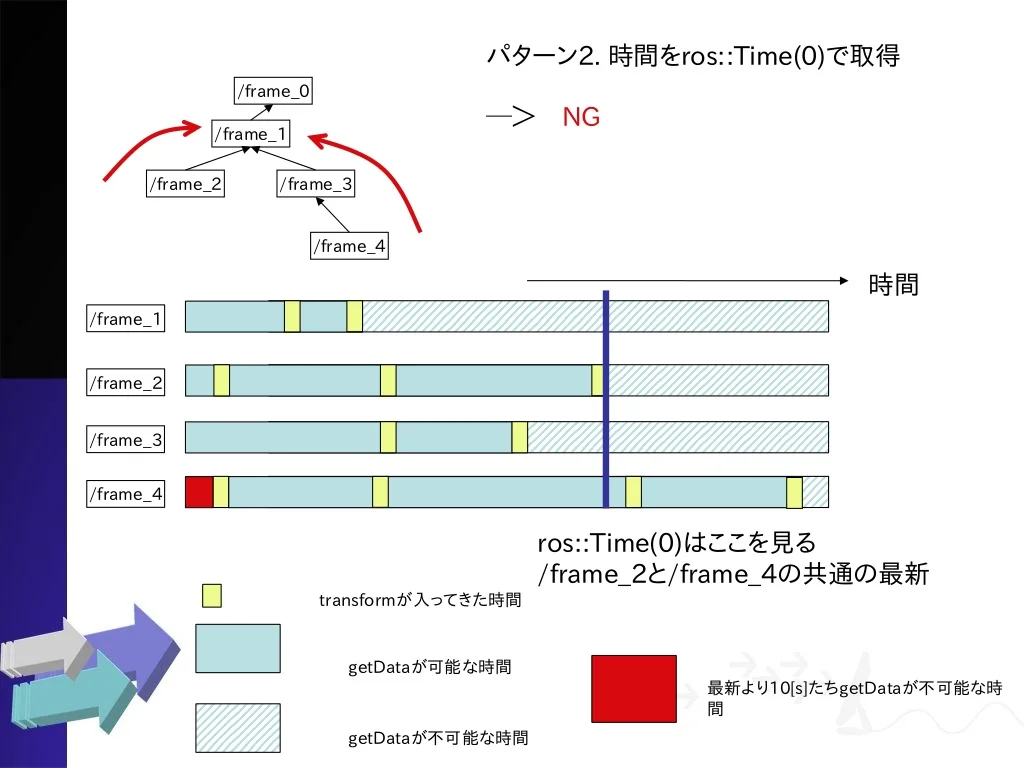 パターン2. 時間をros::Time(0)で取得
―＞ NG
/frame_0
/frame_1
/frame_2
/frame_3
/frame_4
時間
/frame_1
/frame_2
/frame_3
/frame_4
ros::Time(0)はここを見る
/frame_2と/frame_4の共通の最新
transformが入ってきた時間
getDataが可能な時間
getDataが不可能な時間
最新より10[s]たちgetDataが不可能な時
間